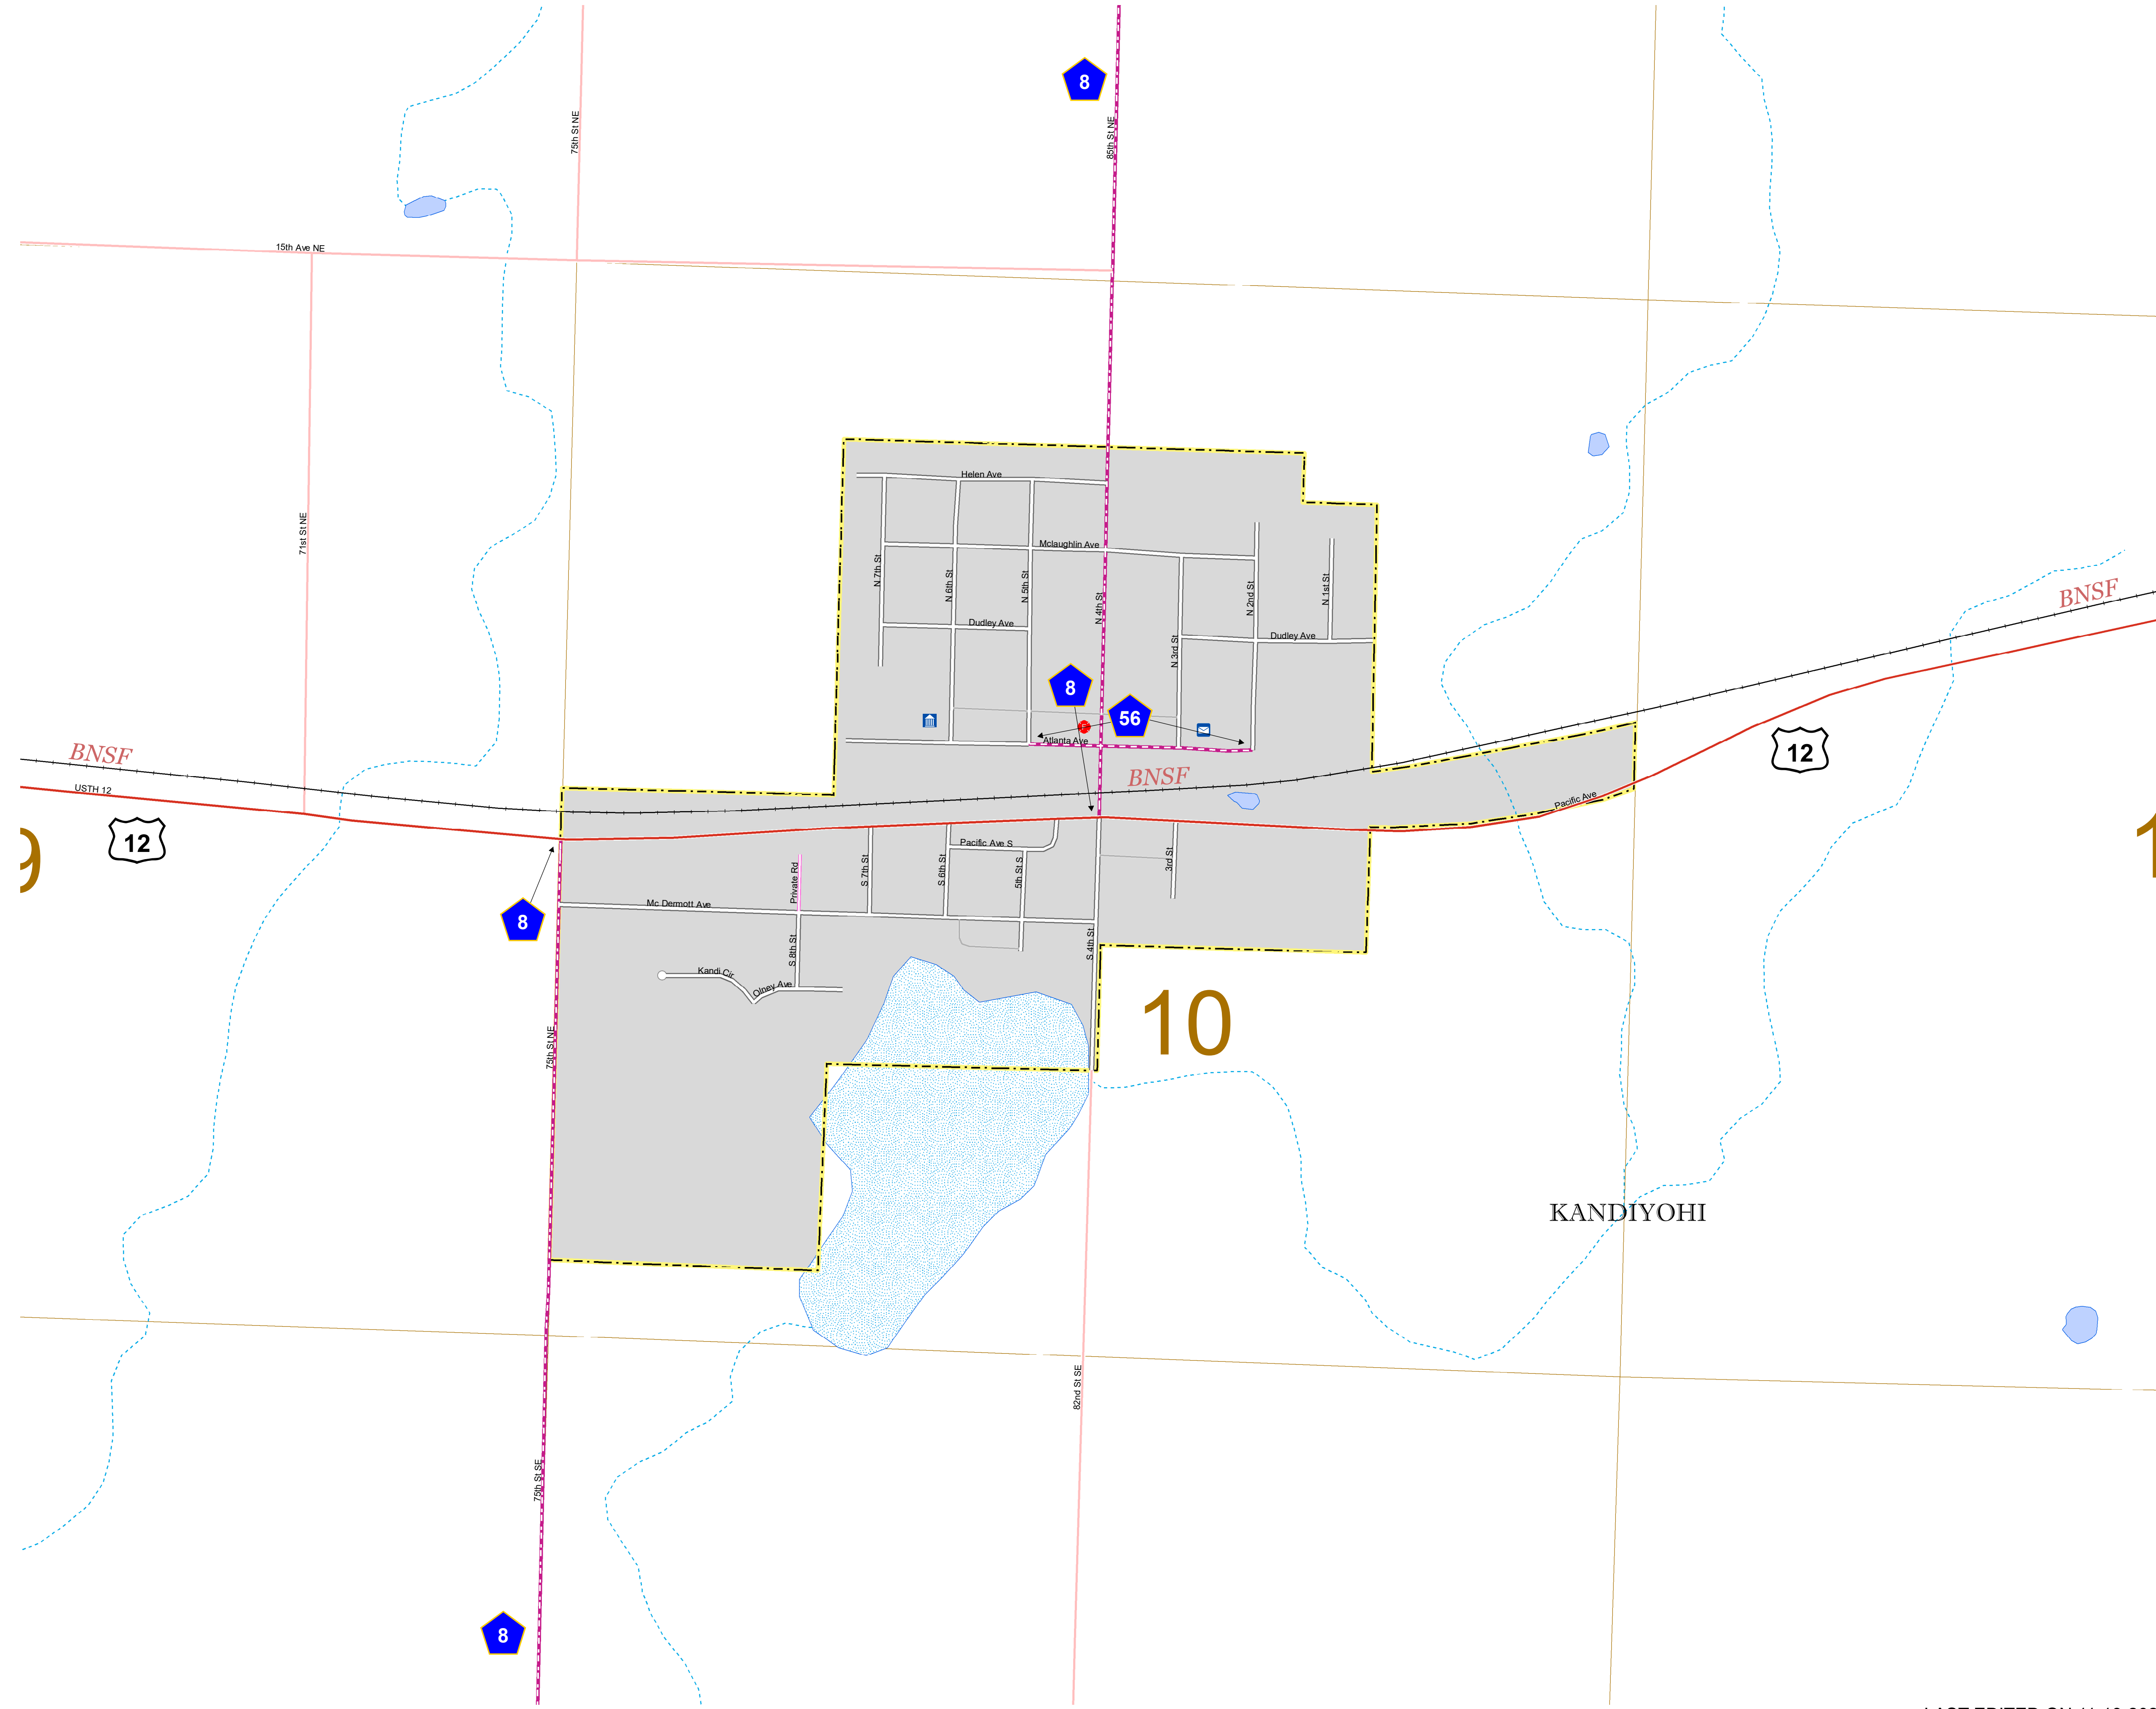 8
85th St NE
75th St NE
15th Ave NE
71st St NE
Helen Ave
Mclaughlin Ave
N 7th St
N 6th St
N 5th St
N 4th St
N 2nd St
N 1st St
Dudley Ave
Dudley Ave
N 3rd St
8
56
F
Atlanta Ave
BNSF
BNSF
BNSF
USTH 12
12
12
Pacific Ave
9
8
Pacific Ave S
Private Rd
S 7th St
S 6th St
5th St S
3rd St
Mc Dermott Ave
S 8th St
S 4th St
Kandi Cir
Olney Ave
10
75th St NE
KANDIYOHI
82nd St SE
75th St SE
8